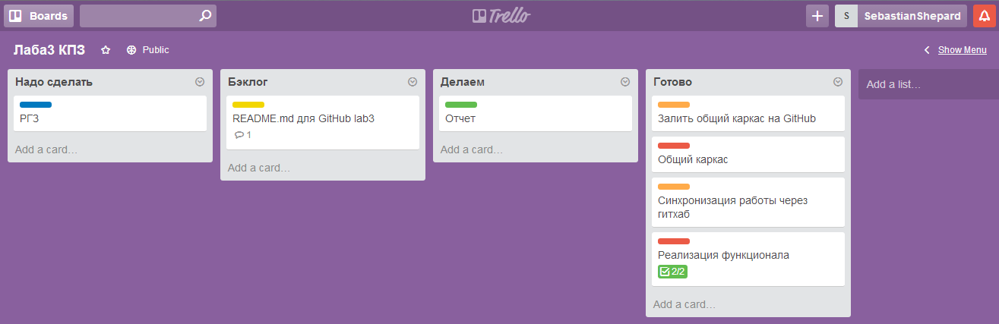 Boards
Trello
S
SebastianShepard
Лаба3 КПЗ
Public
Show Menu
Надо сделать
РГЗ
Add a card...
Бэклог
README.md для GitHub lab3
1
Add a card...
Делаем
Отчет
Add a card...
Готово
Залить общий каркас на GitHub
Общий каркас
Синхронизация работы через
гитхаб
Реализация функционала
2/2
Add a card...
Add a list...